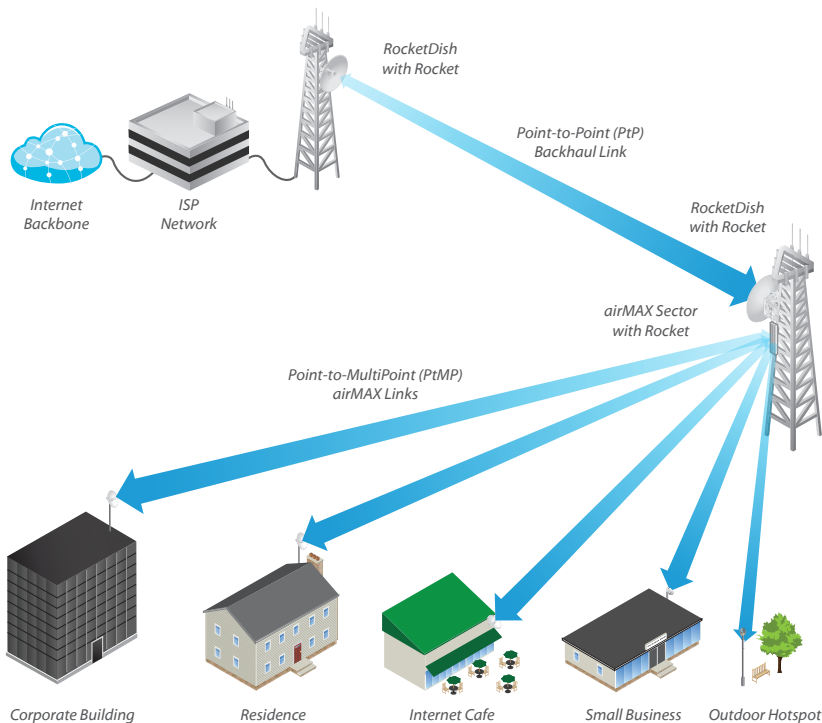 RocketDish
with Rocket
Point-to-Point (PtP)
Backhaul Link
Internet
Backbone
ISP
Network
RocketDish
with Rocket
airMAX Sector
with Rocket
Point-to-MultiPoint (PtMP)
airMAX Links
Corporate Building
Residence
Internet Cafe
Small Business
Outdoor Hotspot